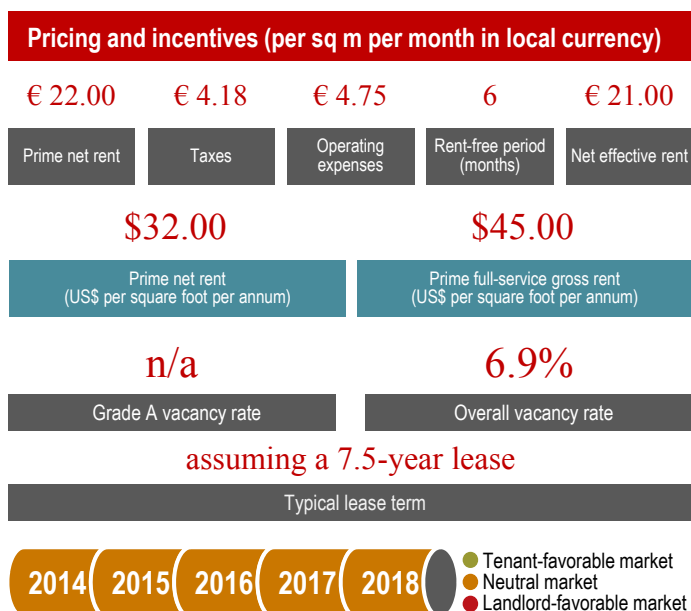 Pricing and incentives (per sq m per month in local currency)
€ 22.00 € 4.18 € 4.75 6 € 21.00
Prime net rent Taxes Operating expenses Rent-free period (months) Net effective rent
$32.00 $45.00
Prime net rent Prime full-service gross rent
(US$ per square foot per annum) (US$ per square foot per annum)
n/a 6.9%
Grade A vacancy rate Overall vacancy rate
assuming a 7.5-year lease
Typical lease term
2014 2015 2016 2017 2018
Tenant-favorable market
Neutral market
Landlord-favorable market